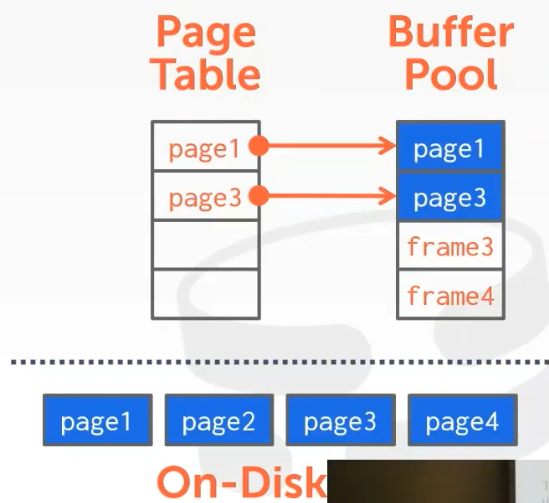 Page
Table
Buffer
Pool
page1
page3
page1
page3
frame3
frame4
page1 page2 page3 page4
On-Disk